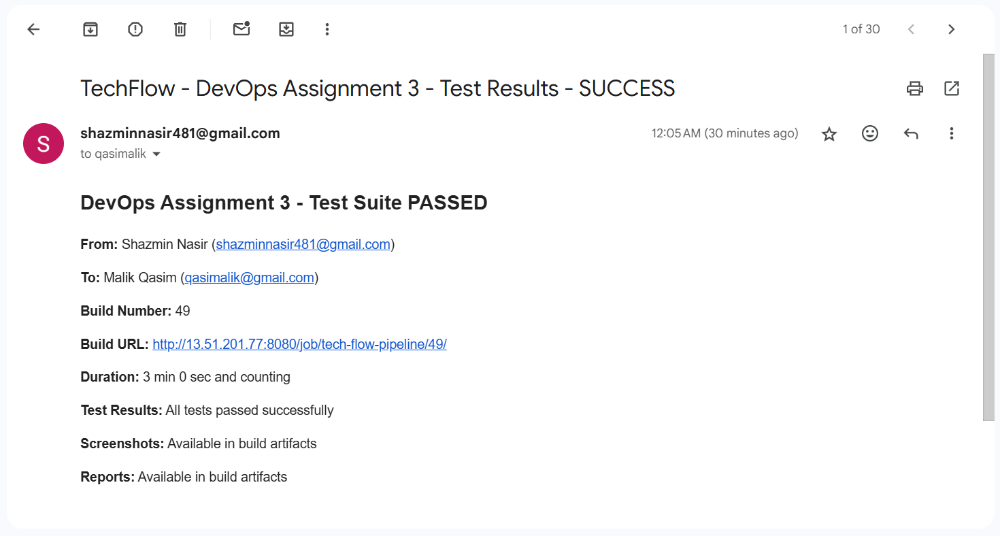 1 of 30
TechFlow - DevOps Assignment 3 - Test Results - SUCCESS
S
shazminnasir481@gmail.com
12:05 AM (30 minutes ago)
to qasimalik
DevOps Assignment 3 - Test Suite PASSED
From: Shazmin Nasir (shazminnasir481@gmail.com)
To: Malik Qasim (qasimalik@gmail.com)
Build Number: 49
Build URL: http://13.51.201.77:8080/job/tech-flow-pipeline/49/
Duration: 3 min 0 sec and counting
Test Results: All tests passed successfully
Screenshots: Available in build artifacts
Reports: Available in build artifacts